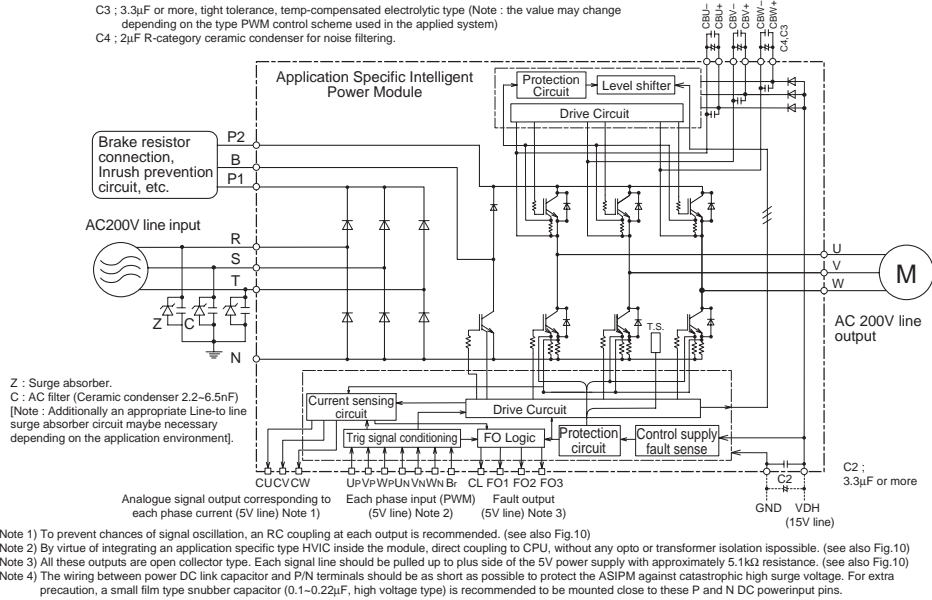 C3 ; 3.3µF or more, tight tolerance, temp-compensated electrolytic type (Note : the value may change
depending on the type PWM control scheme used in the applied system)
C4 ; 2µF R-category ceramic condenser for noise filtering.
CBU–
CBU+
CBV–
CBV+
CBW–
CBW+
C4,C3
Application Specific Intelligent
Power Module
Protection
Circuit
Level shifter
Drive Circuit
Brake resistor
connection,
Inrush prevention
circuit, etc.
P2
B
P1
AC200V line input
R
S
T
Z
C
N
U
V
W
M
AC 200V line
output
T.S.
Z : Surge absorber.
C : AC filter (Ceramic condenser 2.2~6.5nF)
[Note : Additionally an appropriate Line-to line
surge absorber circuit maybe necessary
depending on the application environment].
Current sensing
circuit
Drive Curcuit
Trig signal conditioning
FO Logic
Protection
circuit
Control supply
fault sense
CU CV CW
UP VP WP UN VN WN Br
CL FO1 FO2 FO3
C2
GND VDH
(15V line)
C2 ;
3.3µF or more
Analogue signal output corresponding to
each phase current (5V line) Note 1)
Each phase input (PWM)
(5V line) Note 2)
Fault output
(5V line) Note 3)
Note 1) To prevent chances of signal oscillation, an RC coupling at each output is recommended. (see also Fig.10)
Note 2) By virtue of integrating an application specific type HVIC inside the module, direct coupling to CPU, without any opto or transformer isolation ispossible. (see also Fig.10)
Note 3) All these outputs are open collector type. Each signal line should be pulled up to plus side of the 5V power supply with approximately 5.1kΩ resistance. (see also Fig.10)
Note 4) The wiring between power DC link capacitor and P/N terminals should be as short as possible to protect the ASIPM against catastrophic high surge voltage. For extra
precaution, a small film type snubber capacitor (0.1~0.22µF, high voltage type) is recommended to be mounted close to these P and N DC powerinput pins.